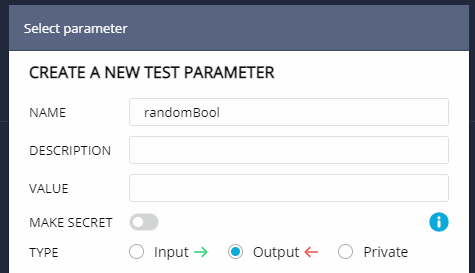 Select parameter
CREATE A NEW TEST PARAMETER
NAME randomBool
DESCRIPTION
VALUE
MAKE SECRET i
TYPE Input → Output ← Private